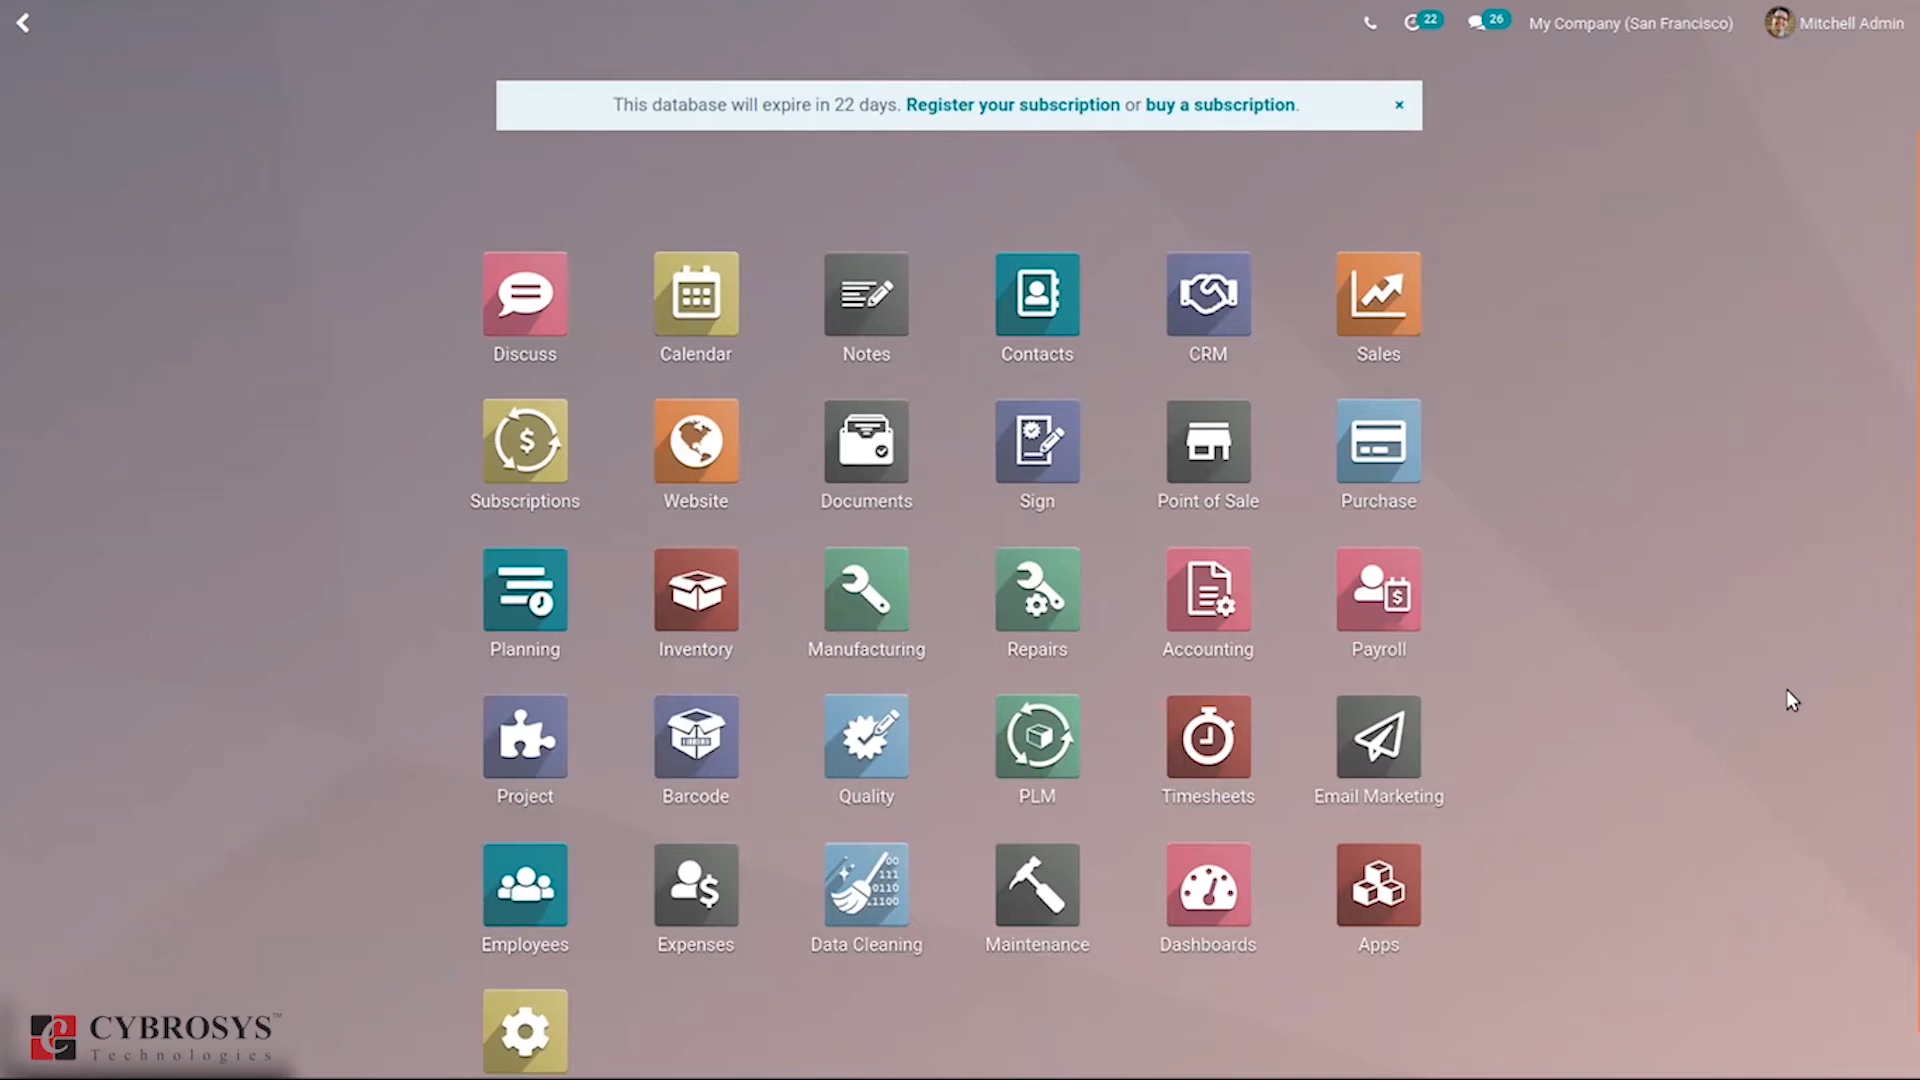 22
26
My Company (San Francisco)
Mitchell Admin
This database will expire in 22 days. Register your subscription or buy a subscription.
×
Discuss
Calendar
Notes
Contacts
CRM
Sales
Subscriptions
Website
Documents
Sign
Point of Sale
Purchase
Planning
Inventory
Manufacturing
Repairs
Accounting
Payroll
Project
Barcode
Quality
PLM
Timesheets
Email Marketing
Employees
Expenses
Data Cleaning
Maintenance
Dashboards
Apps
CYBROSYS™
Technologies